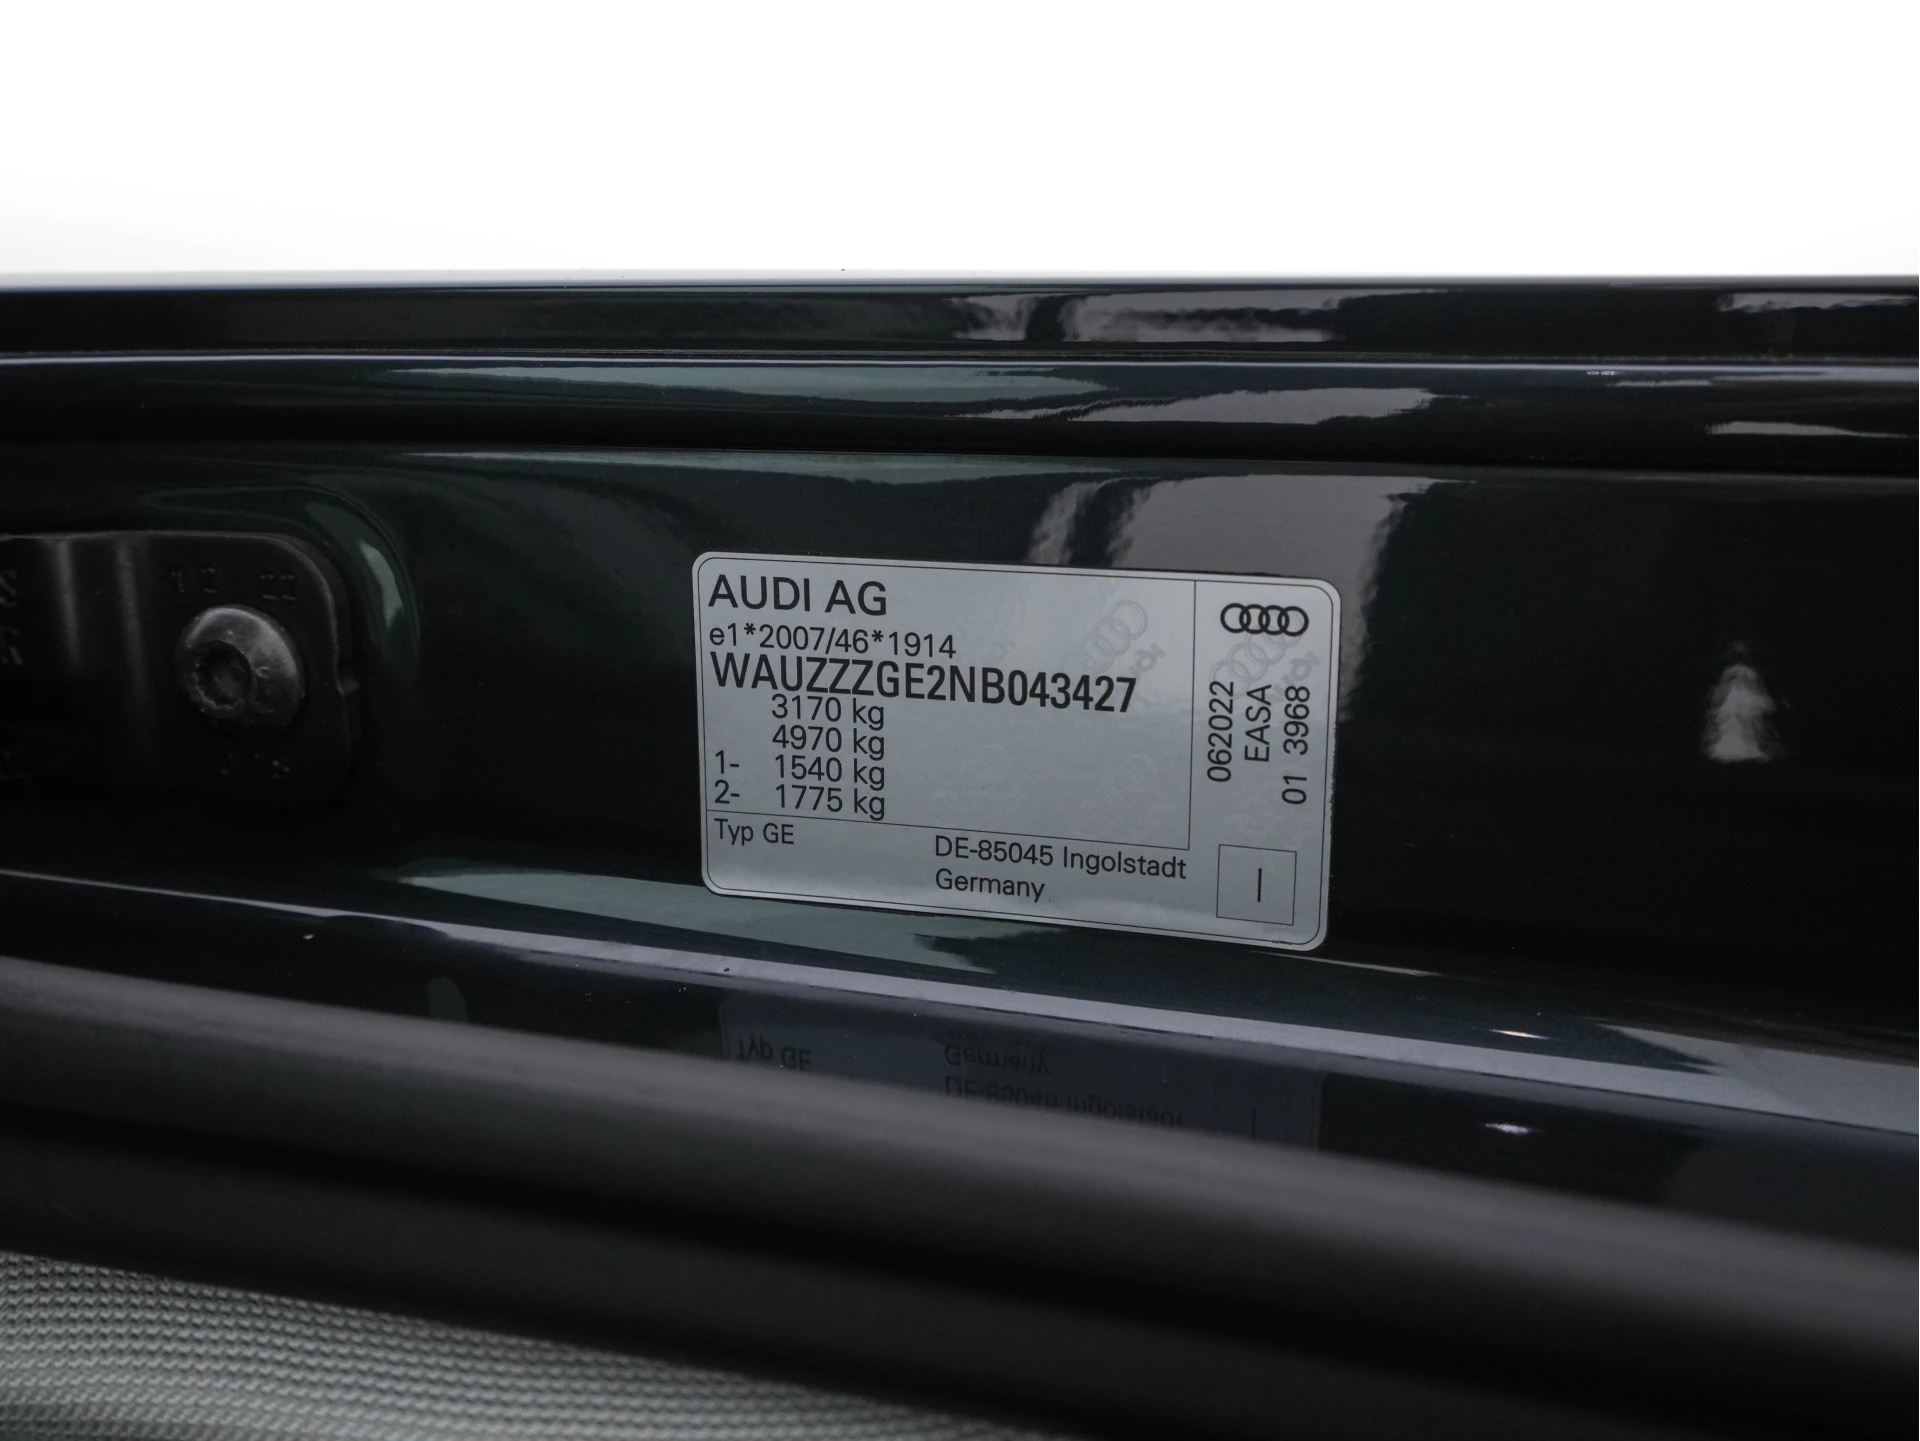 AUDI AG
e1*2007/46*1914
WAUZZZGE2NB043427
3170 kg
4970 kg
1- 1540 kg
2- 1775 kg
Typ GE
DE-85045 Ingolstadt
Germany
062022
EASA
01 3968
I